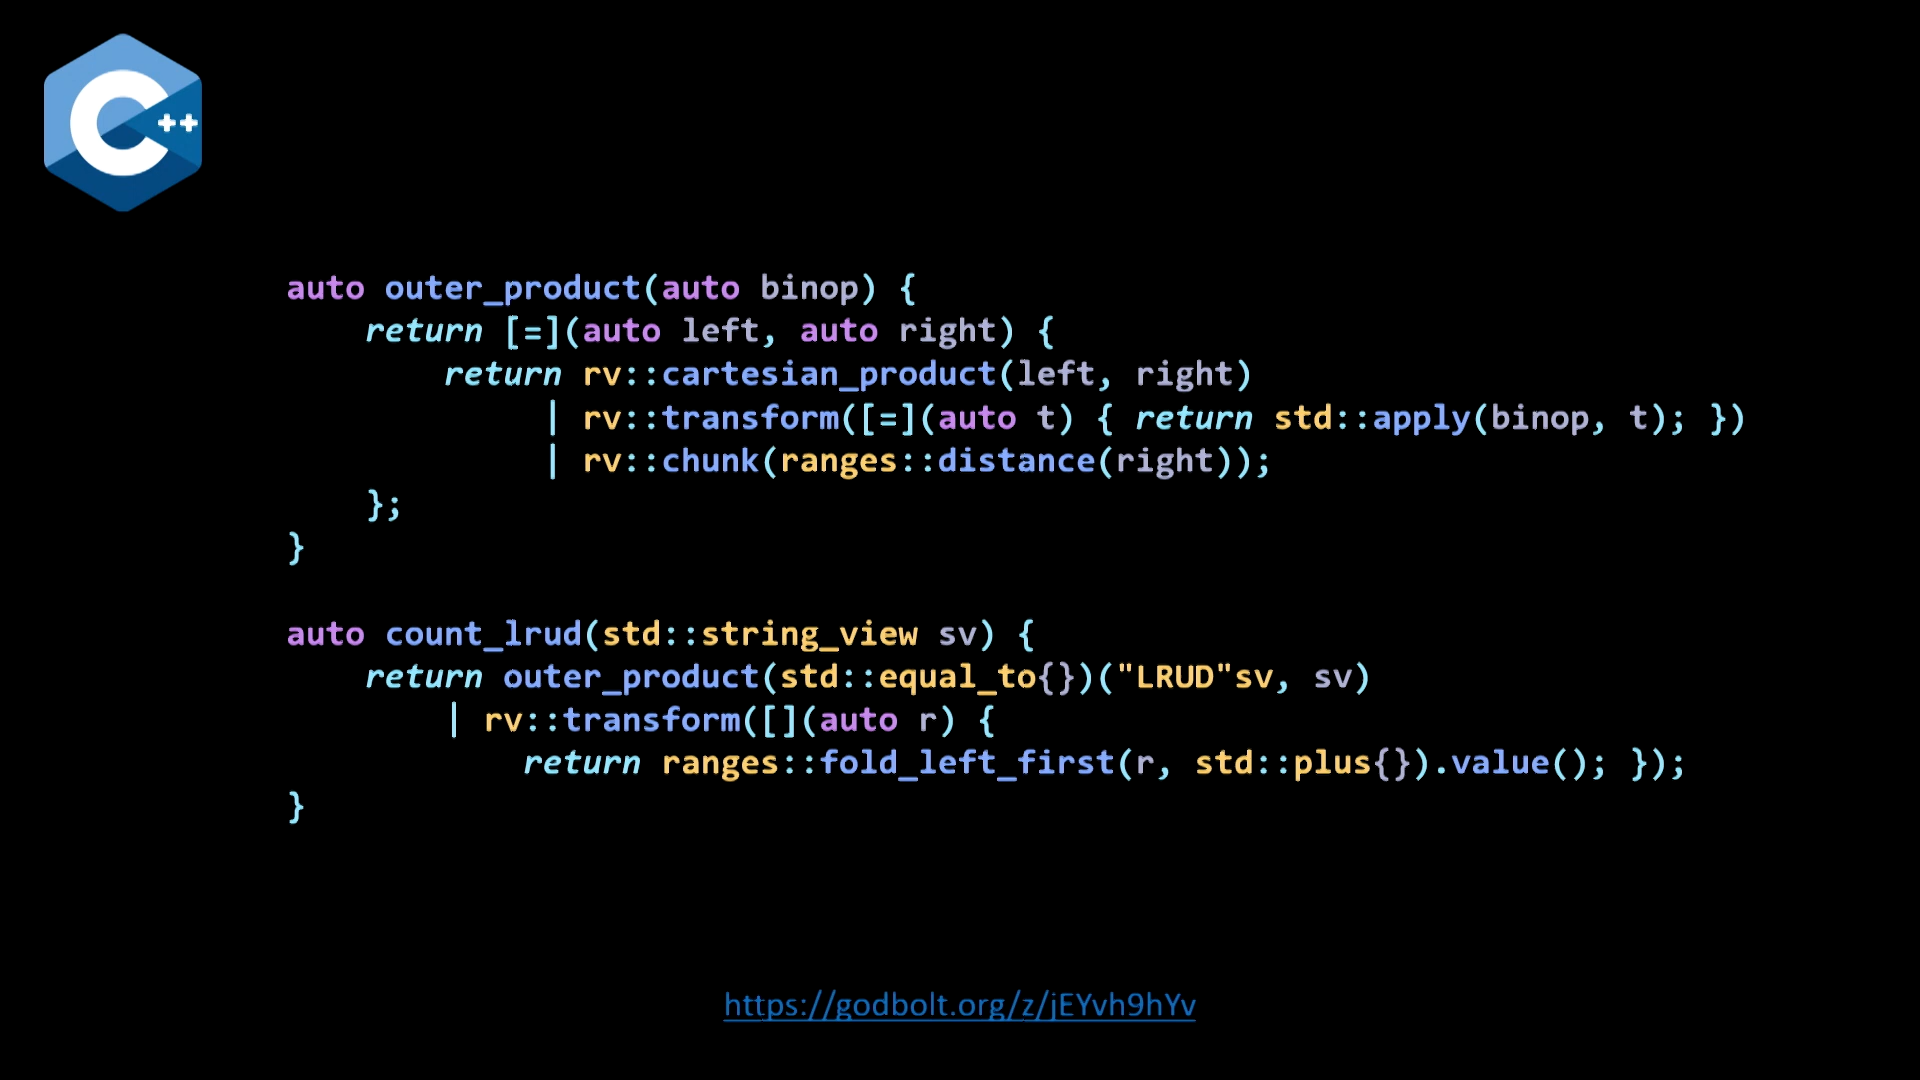 C++
auto outer_product(auto binop) {
    return [=](auto left, auto right) {
        return rv::cartesian_product(left, right)
             | rv::transform([=](auto t) { return std::apply(binop, t); })
             | rv::chunk(ranges::distance(right));
    };
}

auto count_lrud(std::string_view sv) {
    return outer_product(std::equal_to{})("LRUD"sv, sv)
        | rv::transform([](auto r) {
            return ranges::fold_left_first(r, std::plus{}).value(); });
}
https://godbolt.org/z/jEYvh9hYv